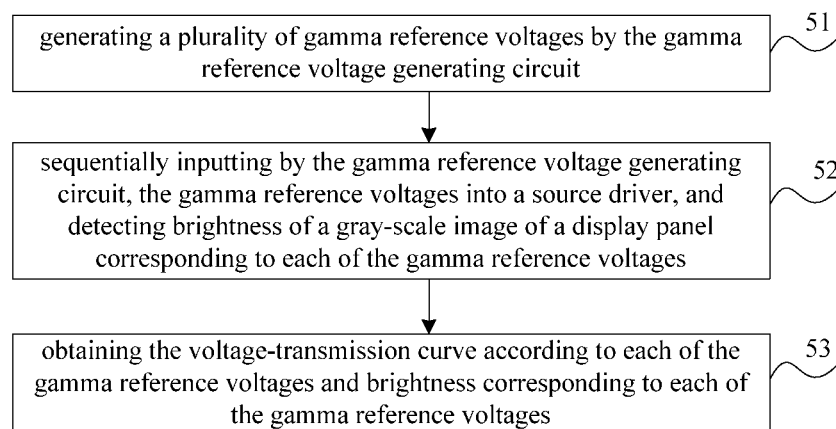 generating a plurality of gamma reference voltages by the gamma
reference voltage generating circuit
51
sequentially inputting by the gamma reference voltage generating
circuit, the gamma reference voltages into a source driver, and
detecting brightness of a gray-scale image of a display panel
corresponding to each of the gamma reference voltages
52
obtaining the voltage-transmission curve according to each of the
gamma reference voltages and brightness corresponding to each of
the gamma reference voltages
53